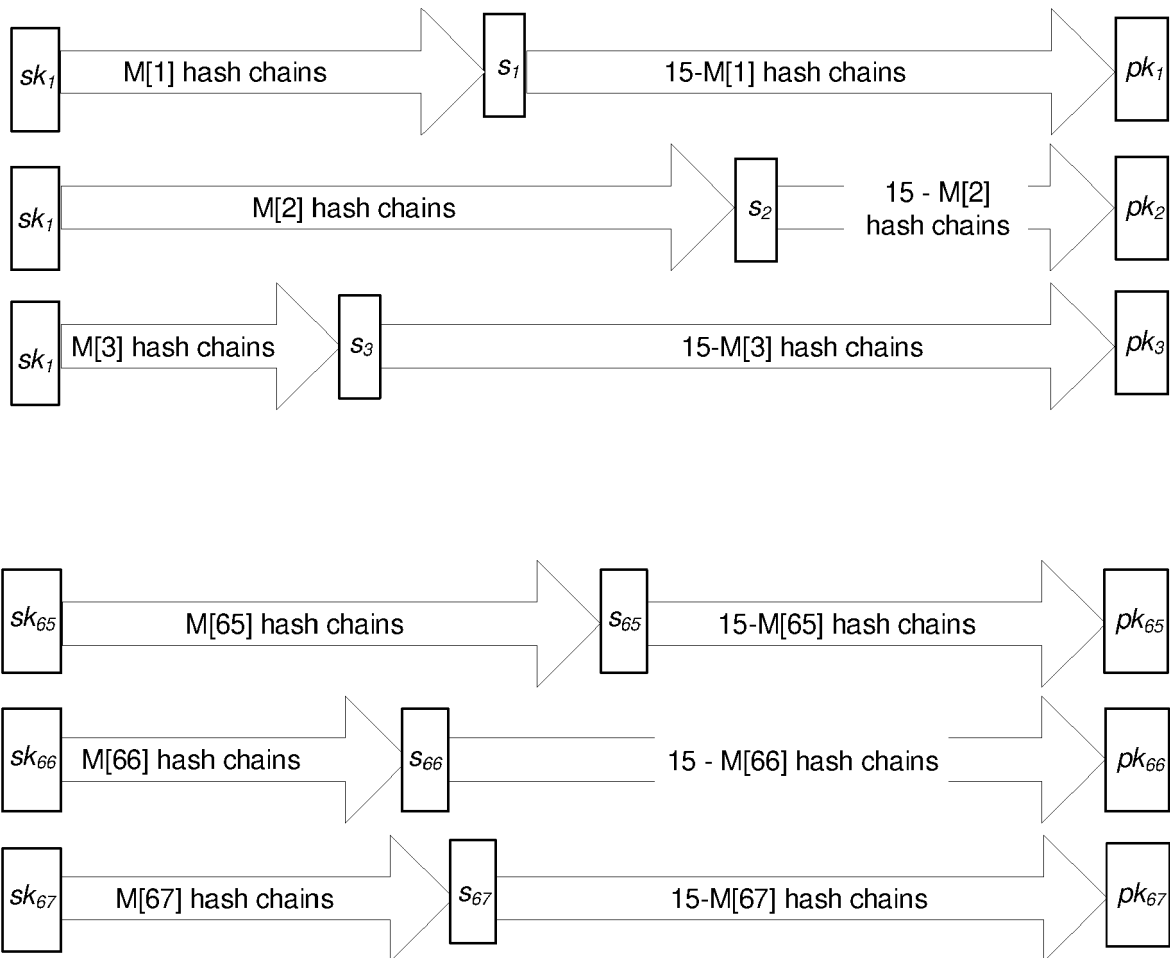 sk1 M[1] hash chains s1 15-M[1] hash chains pk1
sk1 M[2] hash chains s2 15 - M[2] hash chains pk2
sk1 M[3] hash chains s3 15-M[3] hash chains pk3
sk65 M[65] hash chains s65 15-M[65] hash chains pk65
sk66 M[66] hash chains s66 15 - M[66] hash chains pk66
sk67 M[67] hash chains s67 15-M[67] hash chains pk67